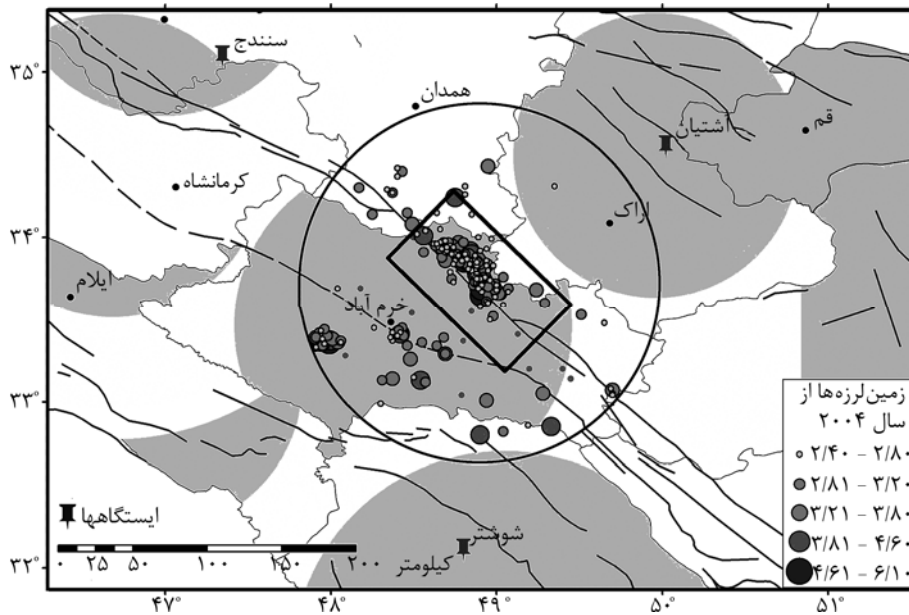 سنندج
۳۵°
همدان
قم
آشتیان
کرمانشاه
اراک
۳۴°
ایلام
خرم آباد
۳۳°
زمین‌لرزه‌ها از
سال ۲۰۰۴
۲/۴۰ – ۲/۸۰
۲/۸۱ – ۳/۲۰
۳/۲۱ – ۳/۸۰
۳/۸۱ – ۴/۶۰
۴/۶۱ – ۶/۱۰
ایستگاهها
شوشتر
۰ ۲۵ ۵۰ ۱۰۰ ۱۵۰ ۲۰۰
کیلومتر
۳۲°
۴۷° ۴۸° ۴۹° ۵۰° ۵۱°